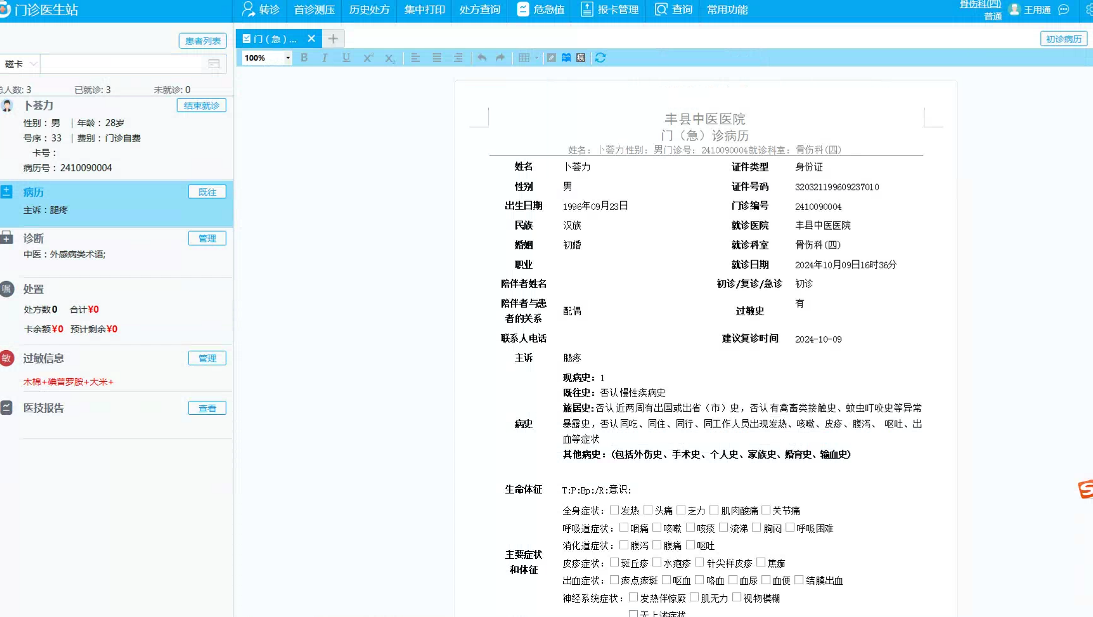 门诊医生站
转诊 首诊测压 历史处方 集中打印 处方查询 危急值 报卡管理 查询 常用功能
骨伤科(四)
普通
王用通
患者列表
门（急）...
初诊病历
磁卡
100%
总人数: 3 已就诊: 3 未就诊: 0
卜荟力 结束就诊
性别: 男 | 年龄: 28岁
号序: 33 | 费别: 门诊自费
卡号:
病历号: 2410090004
病历 既往
主诉: 腿疼
诊断 管理
中医: 外感病类术语;
嘱 处置
处方数0 合计¥0
卡余额¥0 预计剩余¥0
敏 过敏信息 管理
木棉+碘普罗胺+大米+
医技报告 查看
丰县中医医院
门（急）诊病历
姓名: 卜荟力性别: 男门诊号: 2410090004就诊科室: 骨伤科(四)
姓名 卜荟力 证件类型 身份证
性别 男 证件号码 320321199609237010
出生日期 1996年09月23日 门诊编号 2410090004
民族 汉族 就诊医院 丰县中医医院
婚姻 初婚 就诊科室 骨伤科(四)
职业 就诊日期 2024年10月09日16时36分
陪伴者姓名 初诊/复诊/急诊 初诊
陪伴者与患者的关系 配偶 过敏史 有
联系人电话 建议复诊时间 2024-10-09
主诉 腿疼
病史
现病史: 1
既往史: 否认慢性疾病史
旅居史:否认近两周有出国或出省（市）史, 否认有禽畜类接触史、蚊虫叮咬史等异常
暴露史, 否认同吃、同住、同行、同工作人员出现发热、咳嗽、皮疹、腹泻、 呕吐、出
血等症状
其他病史: (包括外伤史、手术史、个人史、家族史、婚育史、输血史)
生命体征 T:P:Bp:/R:意识:
主要症状和体征
全身症状: 发热 头痛 乏力 肌肉酸痛 关节痛
呼吸道症状: 咽痛 咳嗽 咳痰 流涕 胸闷 呼吸困难
消化道症状: 腹泻 腹痛 呕吐
皮疹症状: 斑丘疹 水疱疹 针尖样皮疹 焦痂
出血症状: 瘀点瘀斑 呕血 咯血 血尿 血便 结膜出血
神经系统症状: 发热伴惊厥 肌无力 视物模糊
无上述症状